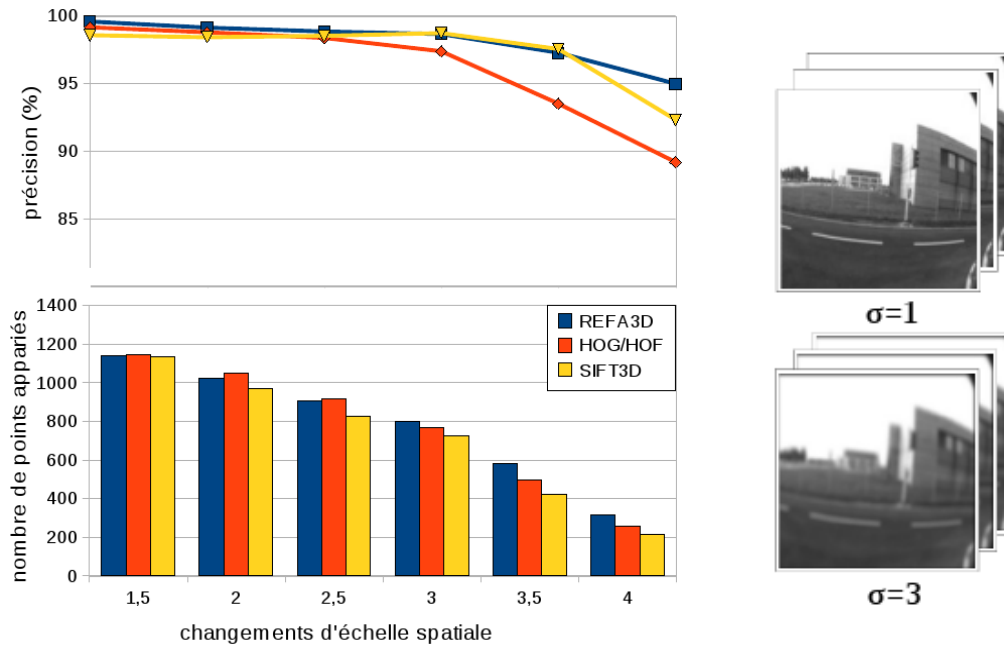 100
95
90
85
précision (%)
1400
1200
1000
800
600
400
200
0
nombre de points appariés
REFA3D
HOG/HOF
SIFT3D
1,5 2 2,5 3 3,5 4
changements d'échelle spatiale
σ=1
σ=3